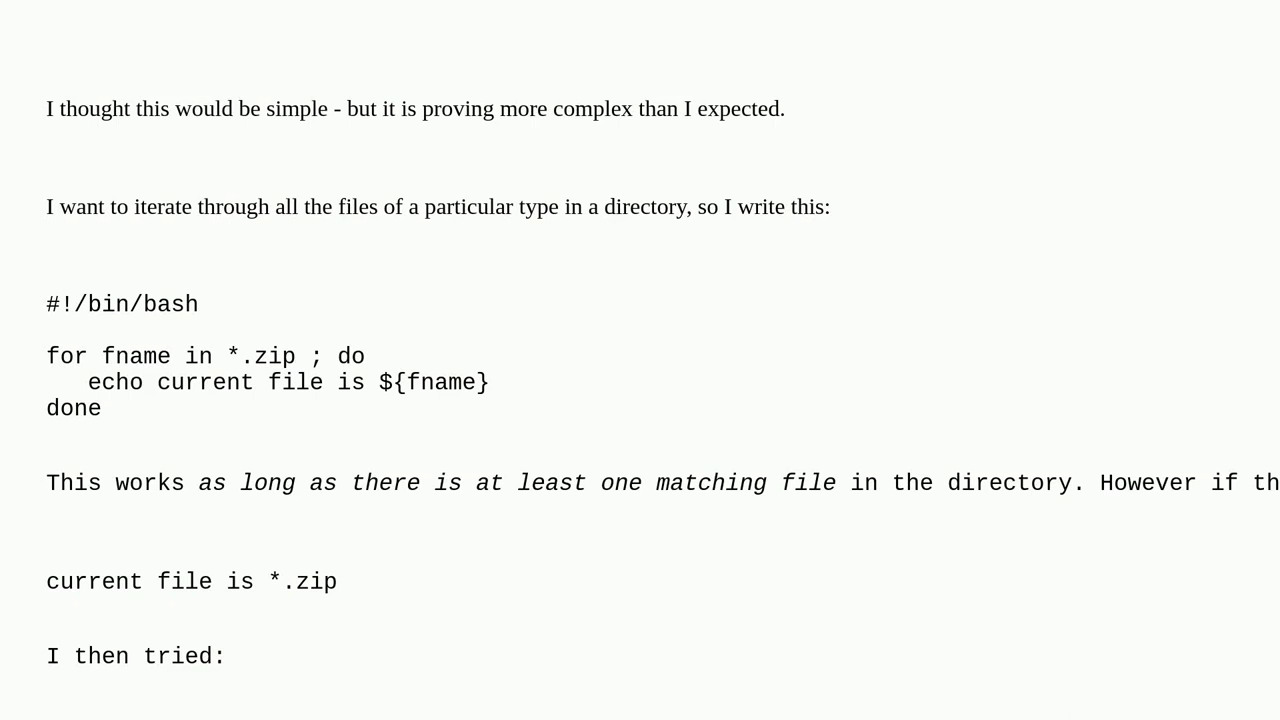 I thought this would be simple - but it is proving more complex than I expected.
I want to iterate through all the files of a particular type in a directory, so I write this:
#!/bin/bash
for fname in *.zip ; do
   echo current file is ${fname}
done
This works as long as there is at least one matching file in the directory. However if th
current file is *.zip
I then tried: